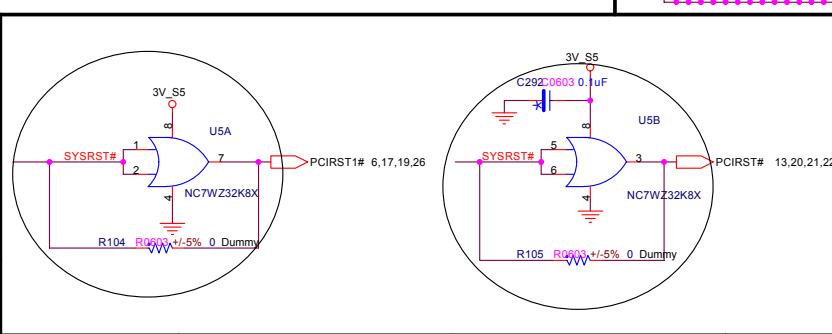 3V_S5
U5A
8
1
SYSRST#
2
7
PCIRST1# 6,17,19,26
4
NC7WZ32K8X
R104 R0603 +/-5% 0 Dummy
3V_S5
C292 C0603 0.1uF
8
U5B
5
SYSRST#
6
3
PCIRST# 13,20,21,22
4
NC7WZ32K8X
R105 R0603 +/-5% 0 Dummy